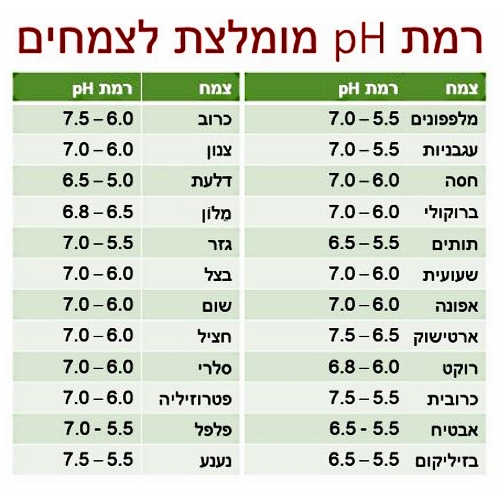 רמת pH מומלצת לצמחים
צמח רמת pH צמח רמת pH
מלפפונים 5.5 – 7.0 כרוב 6.0 – 7.5
עגבניות 5.5 – 7.0 צנון 6.0 – 7.0
חסה 6.0 – 7.0 דלעת 5.0 – 6.5
ברוקולי 6.0 – 7.0 מֵלוֹן 6.5 – 6.8
תותים 5.5 – 6.5 גזר 5.5 – 7.0
שעועית 6.0 – 7.0 בצל 6.0 – 7.0
אפונה 6.0 – 7.0 שום 6.0 – 7.0
ארטישוק 6.5 – 7.5 חציל 6.0 – 7.0
רוקט 6.0 – 6.8 סלרי 6.0 – 7.0
כרובית 5.5 – 7.5 פטרוזיליה 6.0 – 7.0
אבטיח 5.5 - 6.5 פלפל 5.5 - 7.0
בזיליקום 5.5 – 6.5 נענע 5.5 – 7.5